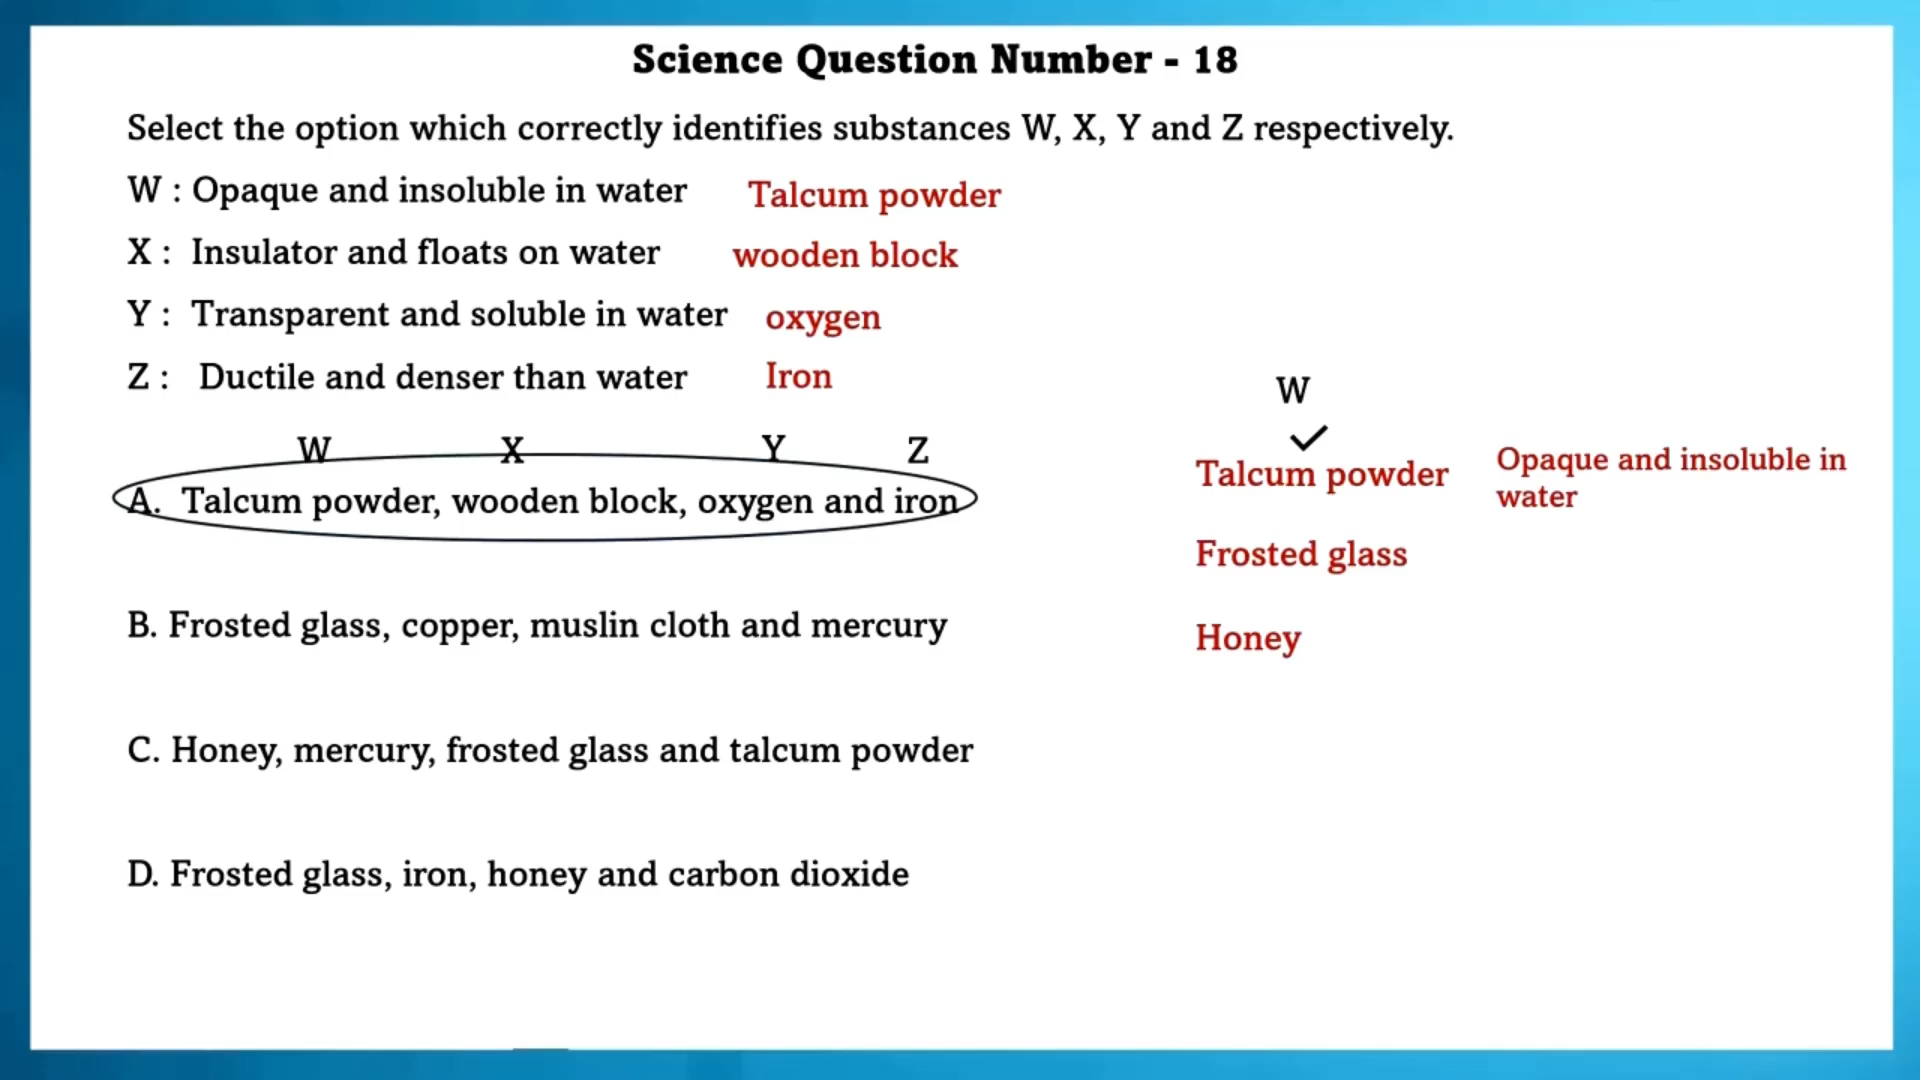 Science Question Number - 18
Select the option which correctly identifies substances W, X, Y and Z respectively.
W : Opaque and insoluble in water Talcum powder
X : Insulator and floats on water wooden block
Y : Transparent and soluble in water oxygen
Z : Ductile and denser than water Iron
W X Y Z
A. Talcum powder, wooden block, oxygen and iron
B. Frosted glass, copper, muslin cloth and mercury
C. Honey, mercury, frosted glass and talcum powder
D. Frosted glass, iron, honey and carbon dioxide
W
Talcum powder
Opaque and insoluble in
water
Frosted glass
Honey